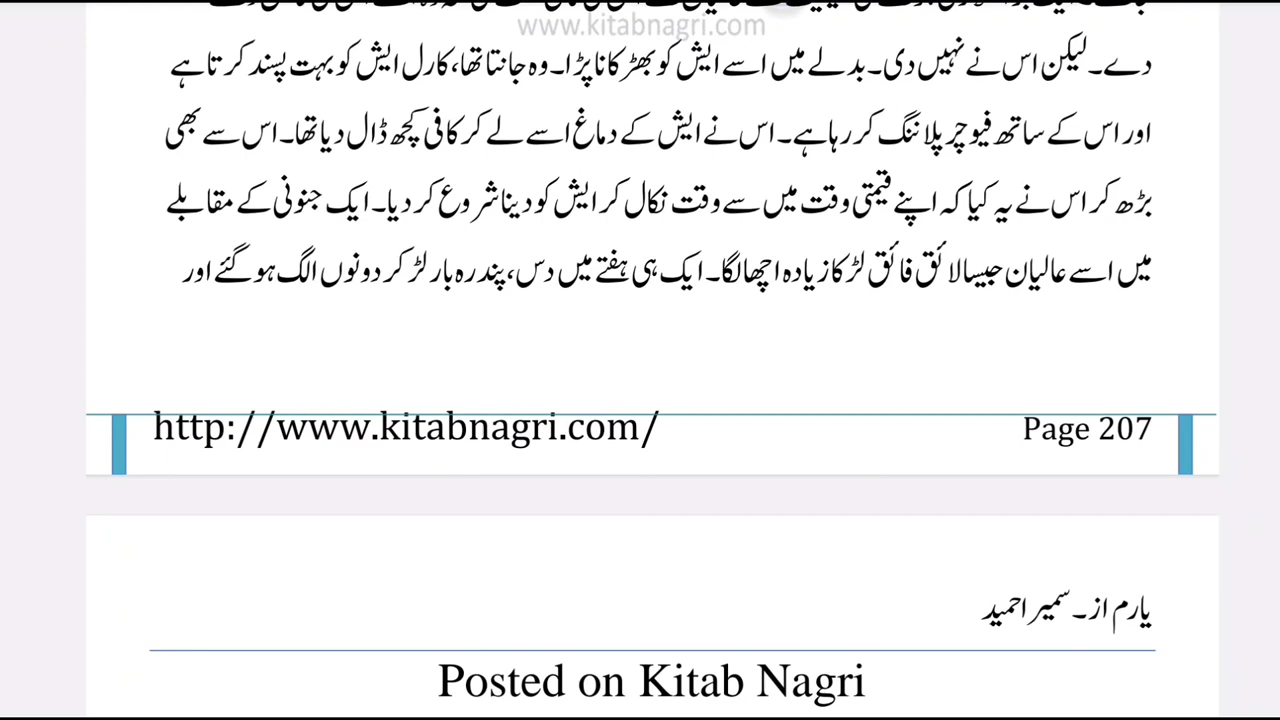 www.kitabnagri.com
دے۔ لیکن اس نے نہیں دی۔ بدلے میں اسے ایش کو بھڑکانا پڑا۔ وہ جانتا تھا، کارل ایش کو بہت پسند کرتا ہے
اور اس کے ساتھ فیوچر پلاننگ کر رہا ہے۔ اس نے ایش کے دماغ اسے لے کر کافی کچھ ڈال دیا تھا۔ اس سے بھی
بڑھ کر اس نے یہ کیا کہ اپنے قیمتی وقت میں سے وقت نکال کر ایش کو دینا شروع کر دیا۔ ایک جنونی کے مقابلے
میں اسے عالیان جیسا لائق فائق لڑکا زیادہ اچھا لگا۔ ایک ہی ہفتے میں دس، پندرہ بار لڑ کر دونوں الگ ہو گئے اور
http://www.kitabnagri.com/ Page 207
یارم از۔ سمیرا حمید
Posted on Kitab Nagri